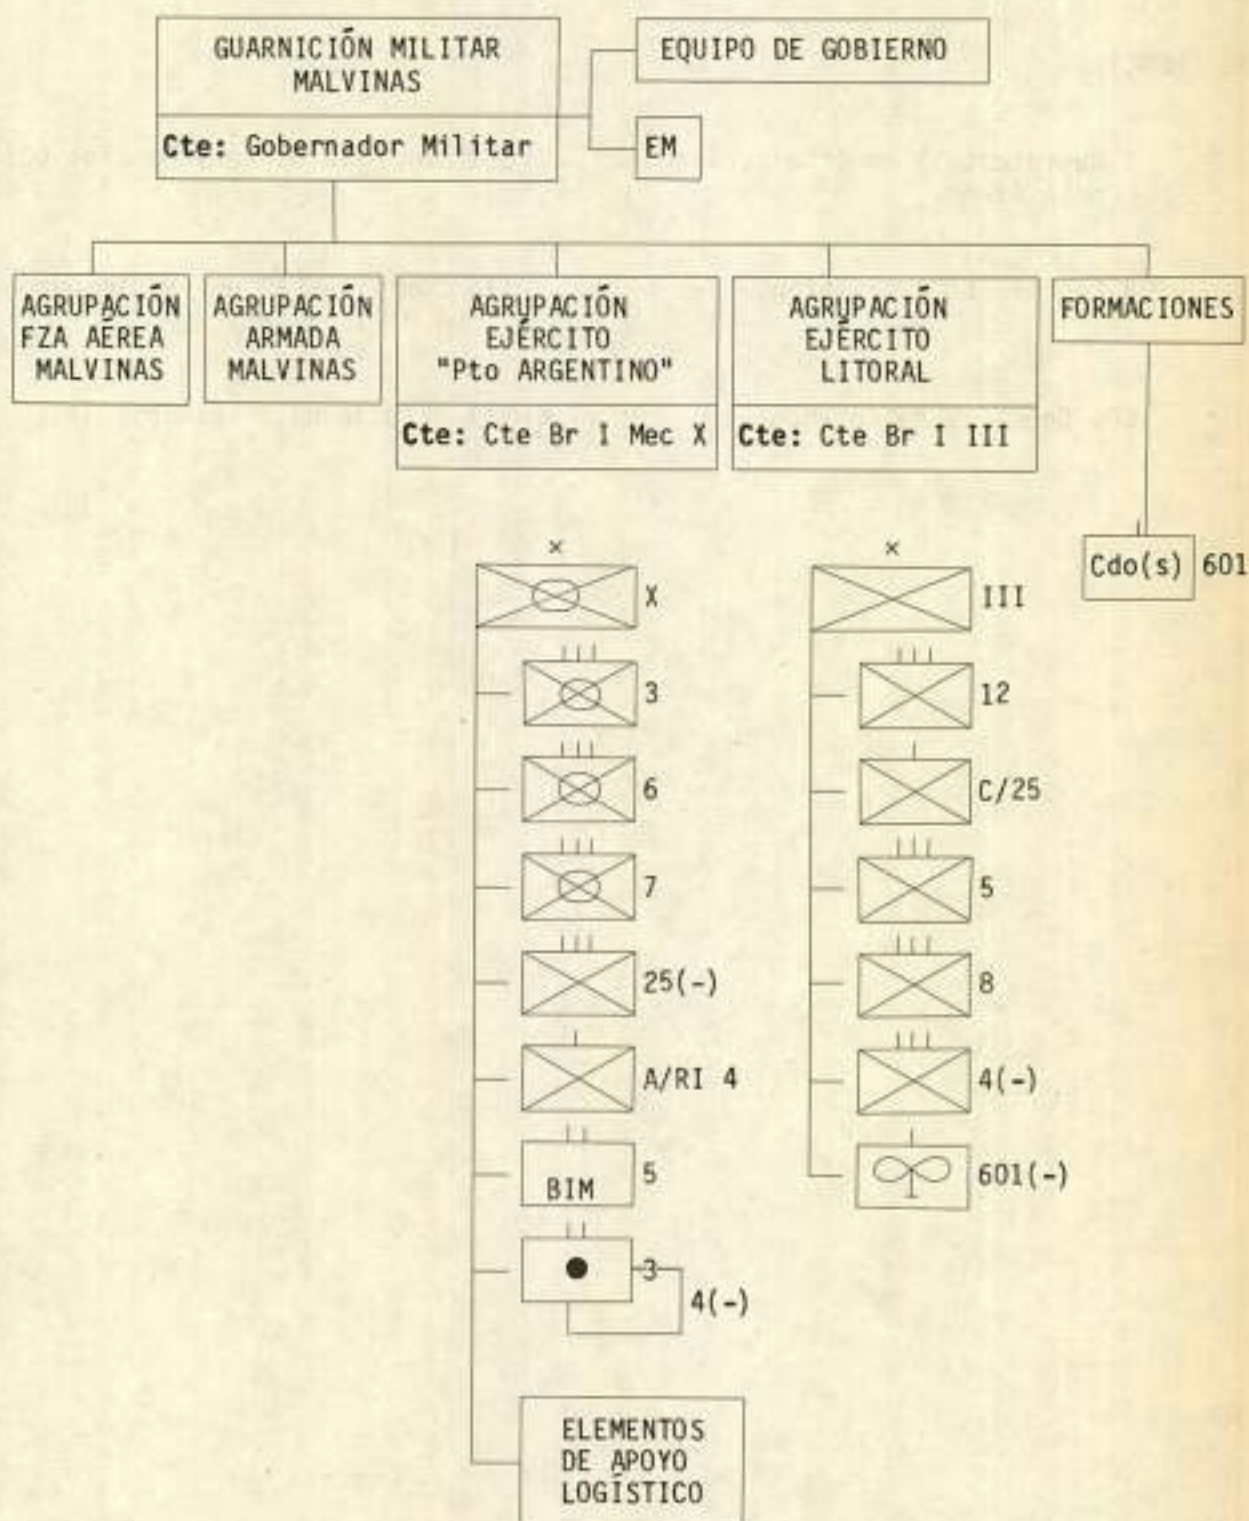 GUARNICIÓN MILITAR
MALVINAS
Cte: Gobernador Militar
EQUIPO DE GOBIERNO
EM
AGRUPACIÓN
FZA AÉREA
MALVINAS
AGRUPACIÓN
ARMADA
MALVINAS
AGRUPACIÓN
EJÉRCITO
"Pto ARGENTINO"
Cte: Cte Br I Mec X
AGRUPACIÓN
EJÉRCITO
LITORAL
Cte: Cte Br I III
FORMACIONES
Cdo(s) 601
X
3
6
7
25(-)
A/RI 4
BIM 5
3
4(-)
ELEMENTOS
DE APOYO
LOGÍSTICO
III
12
C/25
5
8
4(-)
601(-)